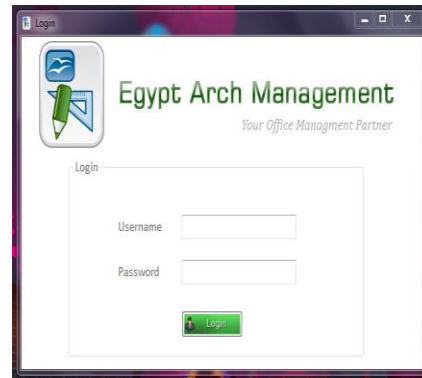 Login
Egypt Arch Management
Your Office Managment Partner
Login
Username
Password
Login